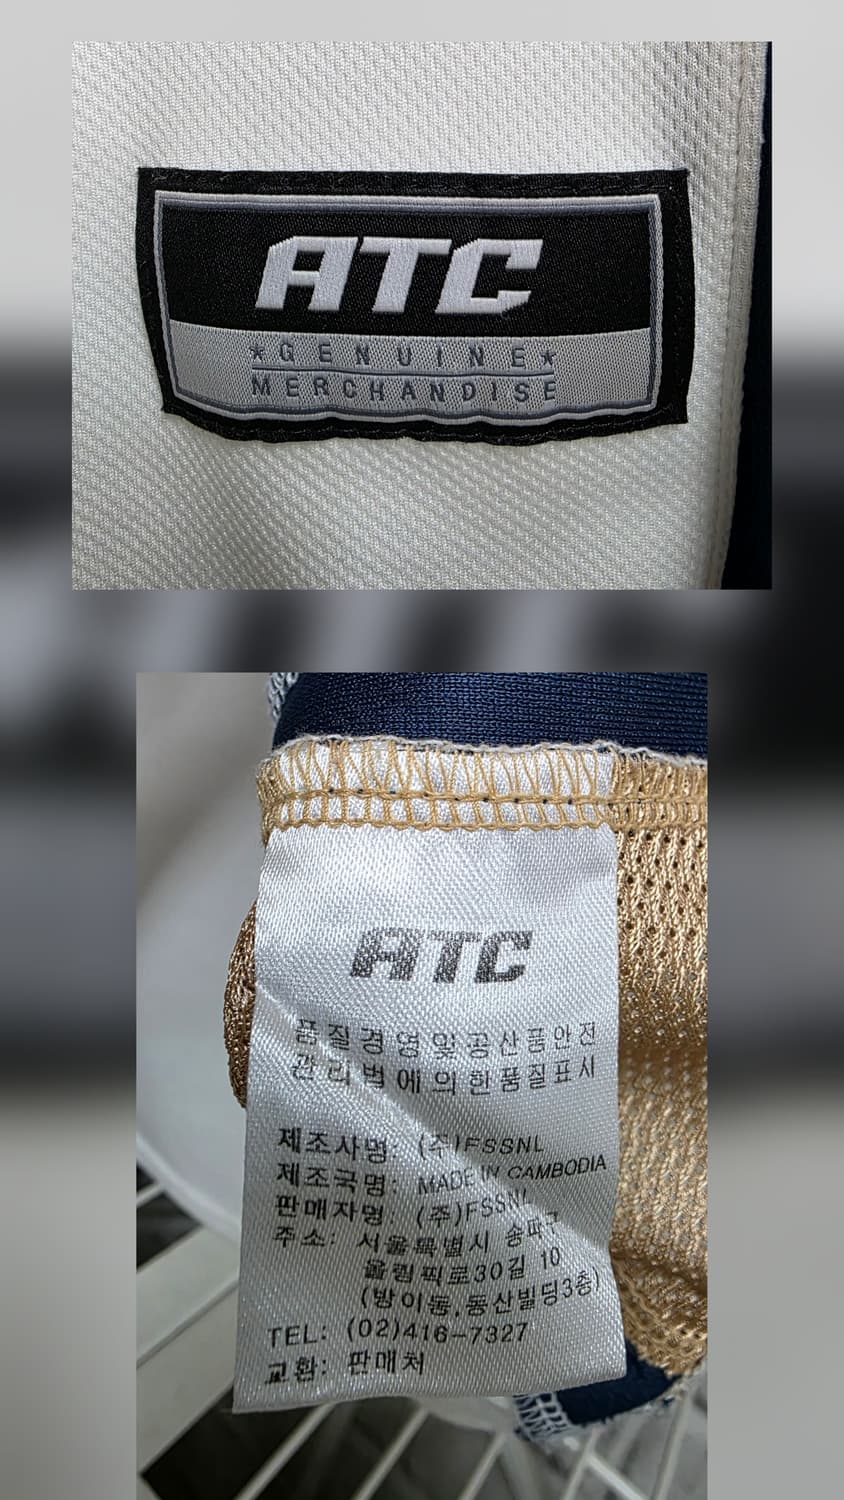 ATC
*GENUINE*
MERCHANDISE
ATC
품질경영및공산품안전
관리법에의한품질표시
제조사명: (주)FSSNL
제조국명: MADE IN CAMBODIA
판매자명: (주)FSSNL
주소: 서울특별시 송파구
올림픽로30길 10
(방이동,동산빌딩3층)
TEL: (02)416-7327
교환: 판매처